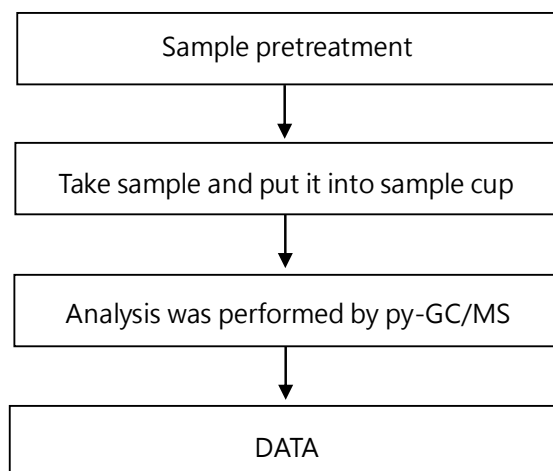 Sample pretreatment
Take sample and put it into sample cup
Analysis was performed by py-GC/MS
DATA